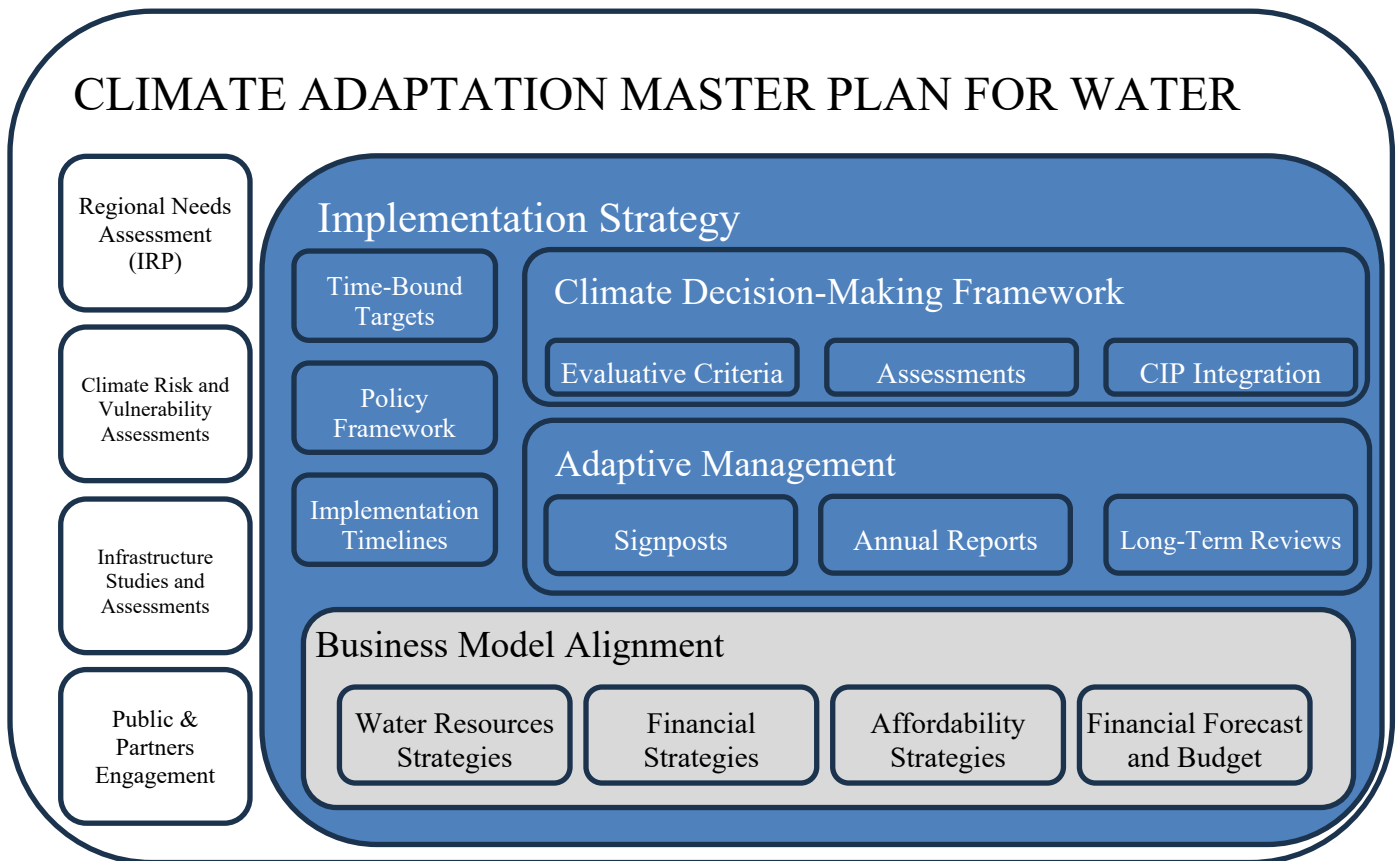 CLIMATE ADAPTATION MASTER PLAN FOR WATER
Regional Needs
Assessment
(IRP)
Climate Risk and
Vulnerability
Assessments
Infrastructure
Studies and
Assessments
Public &
Partners
Engagement
Implementation Strategy
Time-Bound
Targets
Policy
Framework
Implementation
Timelines
Climate Decision-Making Framework
Evaluative Criteria
Assessments
CIP Integration
Adaptive Management
Signposts
Annual Reports
Long-Term Reviews
Business Model Alignment
Water Resources
Strategies
Financial
Strategies
Affordability
Strategies
Financial Forecast
and Budget